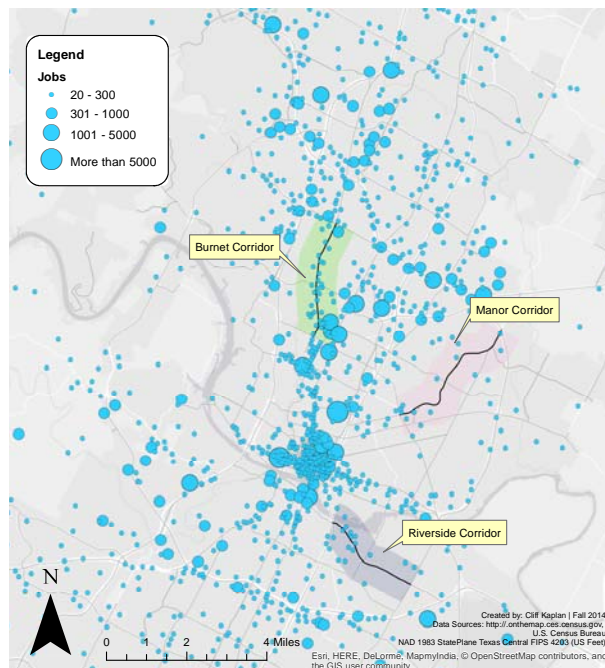 Legend
Jobs
20 - 300
301 - 1000
1001 - 5000
More than 5000
Burnet Corridor
Manor Corridor
Riverside Corridor
N
0 2 4 Miles
Created by: Cliff Kaplan | Fall 2014
Data Sources: http://onthemap.ces.census.gov,
U.S. Census Bureau
NAD 1983 StatePlane Texas Central FIPS 4203 (US Feet)
Esri, HERE, DeLorme, MapmyIndia, © OpenStreetMap contributors, and
the GIS user community